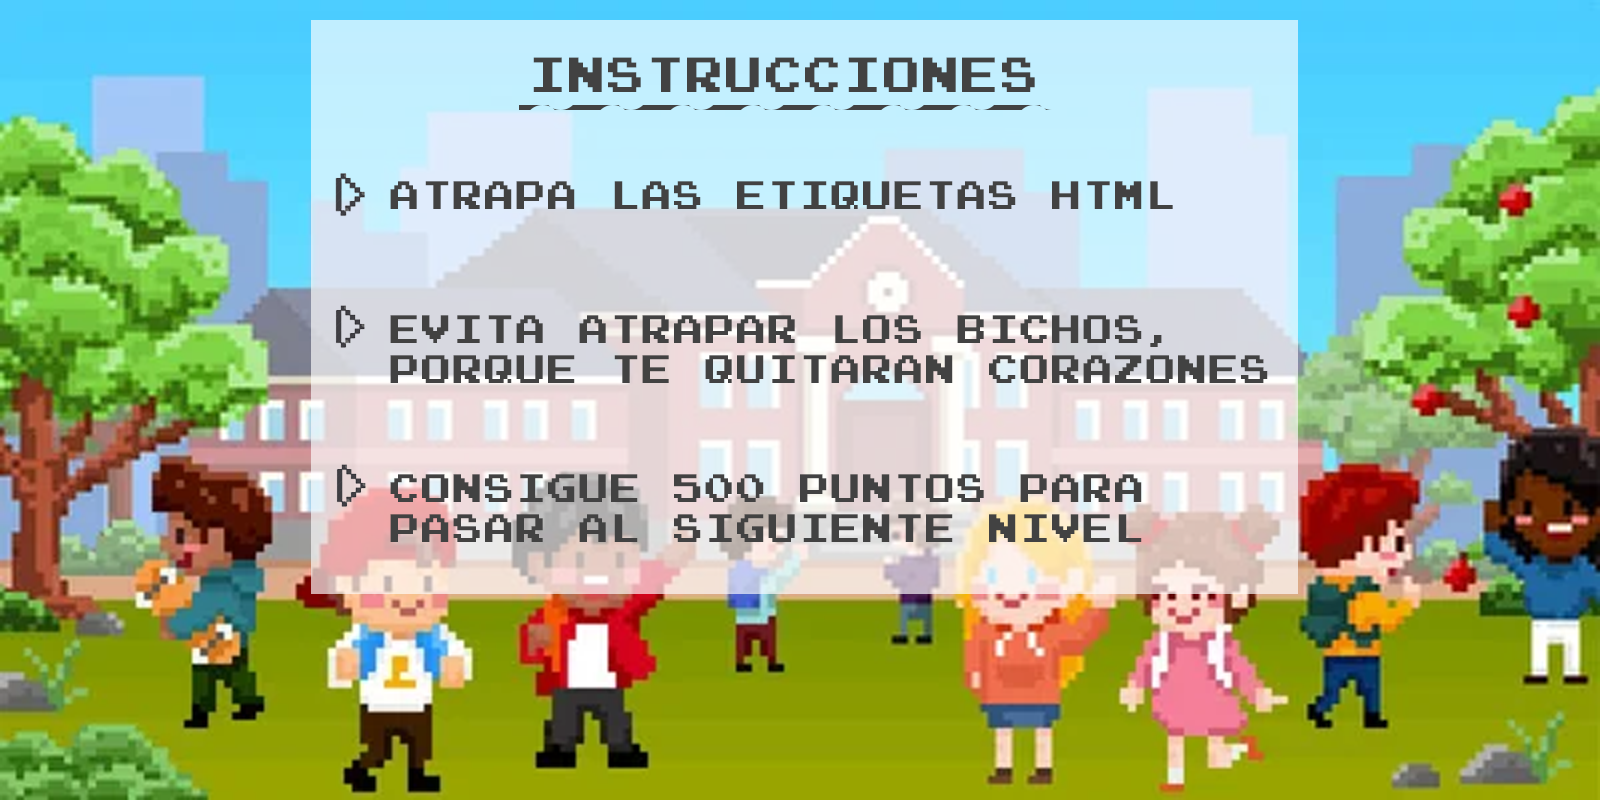 INSTRUCCIONES
ATRAPA LAS ETIQUETAS HTML
EVITA ATRAPAR LOS BICHOS,
PORQUE TE QUITARAN CORAZONES
CONSIGUE 500 PUNTOS PARA
PASAR AL SIGUIENTE NIVEL